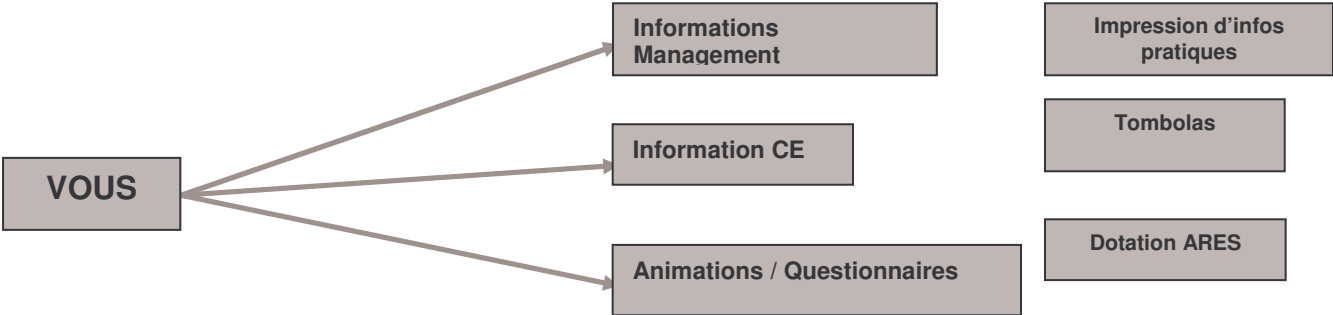 VOUS
Informations
Management
Information CE
Animations / Questionnaires
Impression d’infos
pratiques
Tombolas
Dotation ARES